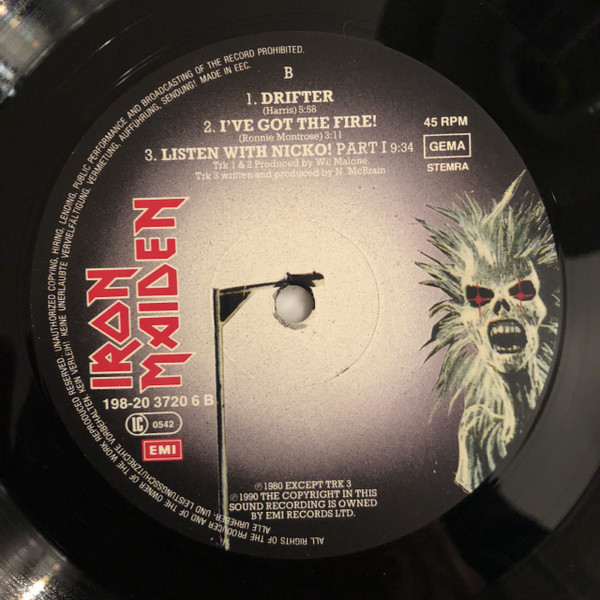 B
1. DRIFTER
(Harris) 5:58
2. I'VE GOT THE FIRE!
(Ronnie Montrose) 3:11
3. LISTEN WITH NICKO! PART I 9:34
Trk 1 & 2 Produced by Wil Malone.
Trk 3 written and produced by N. McBrain
45 RPM
GEMA
STEMRA
IRON
MAIDEN
198-20 3720 6 B
LC 0542
EMI
℗ 1980 EXCEPT TRK 3
℗ 1990 THE COPYRIGHT IN THIS
SOUND RECORDING IS OWNED
BY EMI RECORDS LTD.
ALL RIGHTS OF THE PRODUCER AND OF THE OWNER OF THE WORK REPRODUCED RESERVED. UNAUTHORIZED COPYING, HIRING, LENDING, PUBLIC PERFORMANCE AND BROADCASTING OF THE RECORD PROHIBITED.
ALLE URHEBER- UND LEISTUNGSSCHUTZRECHTE VORBEHALTEN. KEIN VERLEIH! KEINE UNERLAUBTE VERVIELFÄLTIGUNG, VERMIETUNG, AUFFÜHRUNG, SENDUNG! MADE IN EEC.